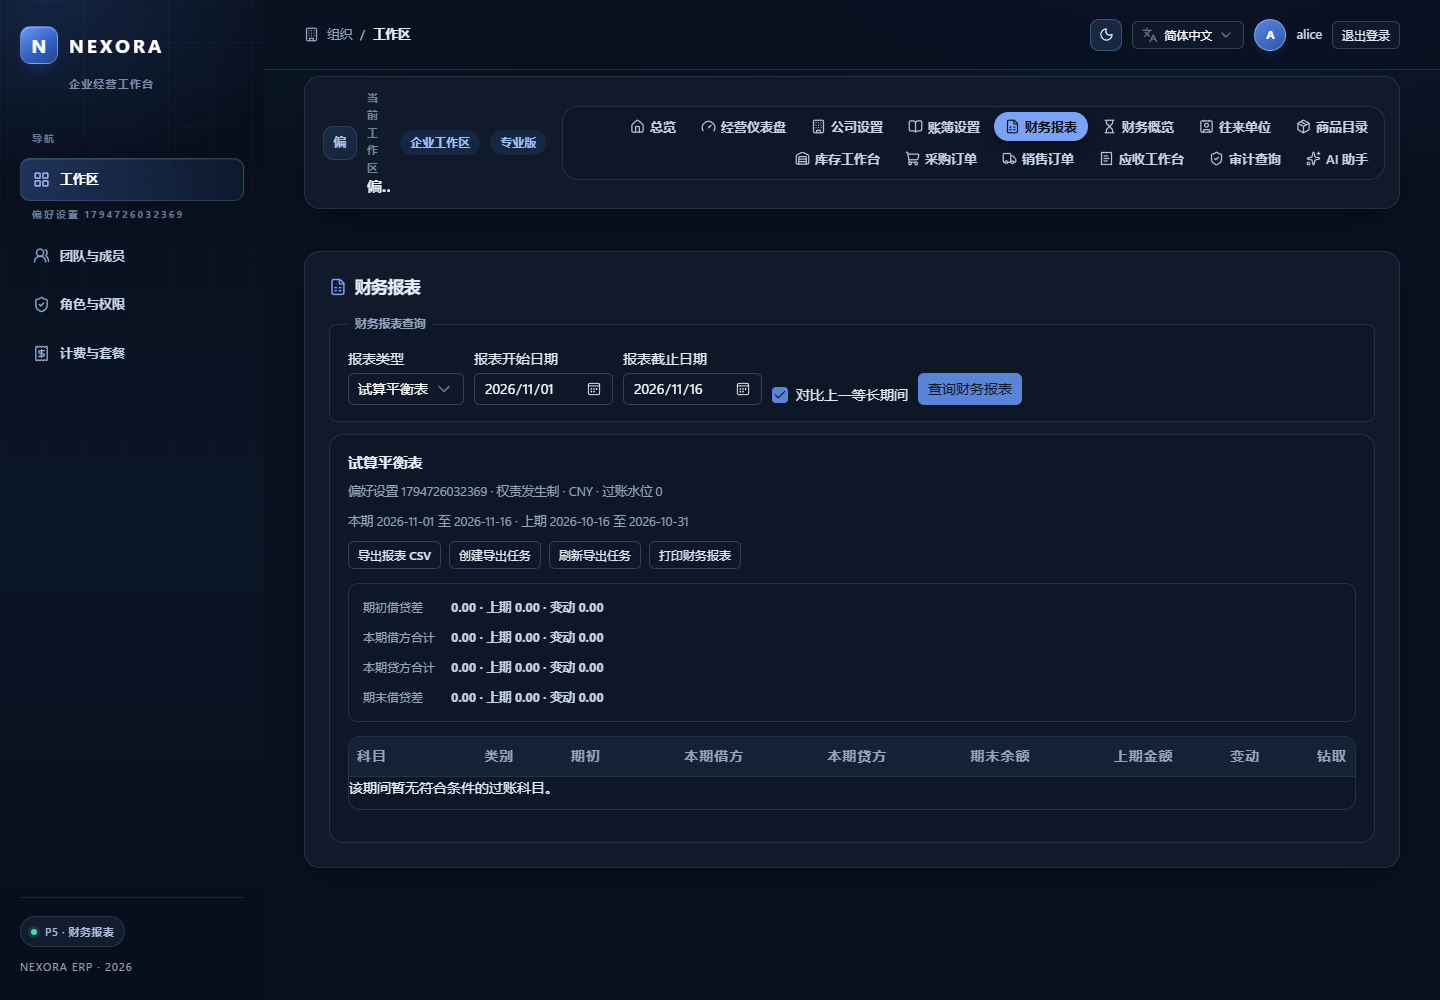 N NEXORA
企业经营工作台
导航
工作区
偏好设置 1794726032369
团队与成员
角色与权限
计费与套餐
P5 · 财务报表
NEXORA ERP · 2026
组织 / 工作区
简体中文
A
alice
退出登录
偏
当前工作区
偏..
企业工作区
专业版
总览 经营仪表盘 公司设置 账簿设置 财务报表 财务概览 往来单位 商品目录
库存工作台 采购订单 销售订单 应收工作台 审计查询 AI 助手
财务报表
财务报表查询
报表类型 报表开始日期 报表截止日期
试算平衡表 2026/11/01 2026/11/16 对比上一等长期间 查询财务报表
试算平衡表
偏好设置 1794726032369 · 权责发生制 · CNY · 过账水位 0
本期 2026-11-01 至 2026-11-16 · 上期 2026-10-16 至 2026-10-31
导出报表 CSV 创建导出任务 刷新导出任务 打印财务报表
期初借贷差 0.00 · 上期 0.00 · 变动 0.00
本期借方合计 0.00 · 上期 0.00 · 变动 0.00
本期贷方合计 0.00 · 上期 0.00 · 变动 0.00
期末借贷差 0.00 · 上期 0.00 · 变动 0.00
科目 类别 期初 本期借方 本期贷方 期末余额 上期金额 变动 钻取
该期间暂无符合条件的过账科目。